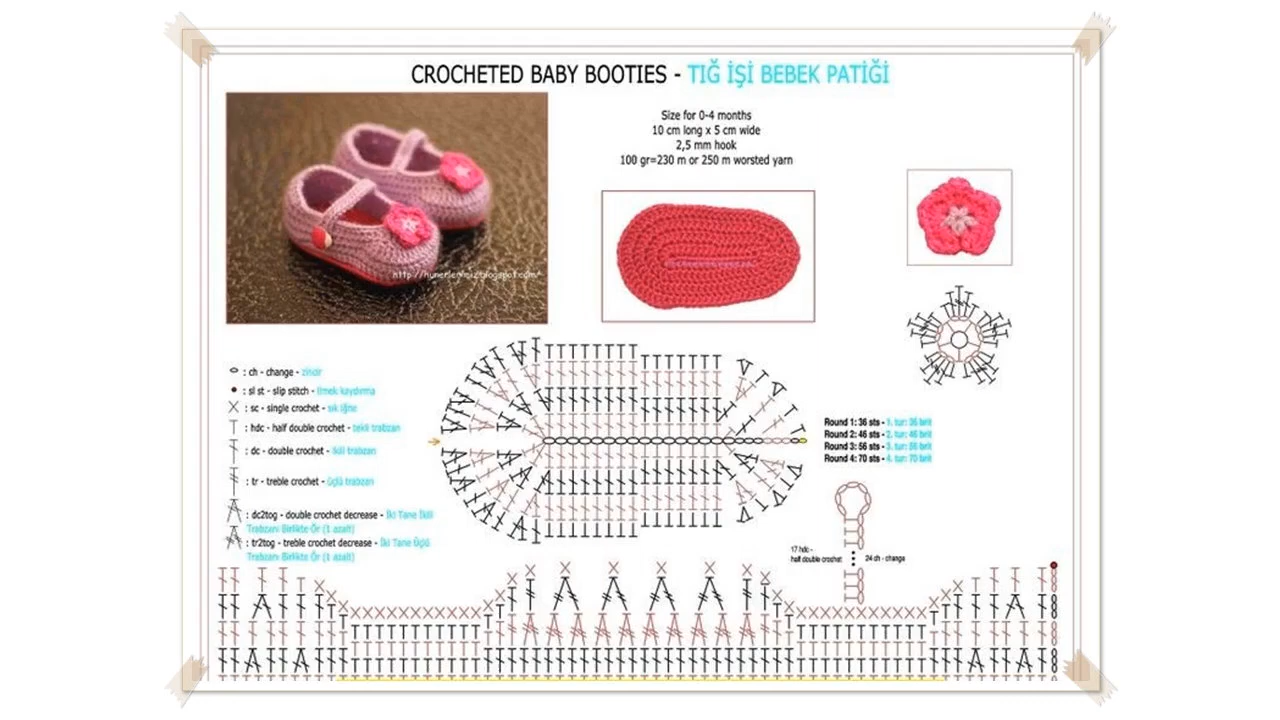 CROCHETED BABY BOOTIES - TIĞ İŞİ BEBEK PATİĞİ
Size for 0-4 months
10 cm long x 5 cm wide
2,5 mm hook
100 gr=230 m or 250 m worsted yarn
: ch - change - zincir
: sl st - slip stitch - ilmek kaydırma
: sc - single crochet - sık iğne
: hdc - half double crochet - tekli trabzan
: dc - double crochet - ikili trabzan
: tr - treble crochet - üçlü trabzan
: dc2tog - double crochet decrease - İki Tane İkili
Trabzanı Birlikte Ör (1 azalt)
: tr2tog - treble crochet decrease - İki Tane Üçlü
Trabzanı Birlikte Ör (1 azalt)
Round 1: 36 sts - 1. tur: 36 batt
Round 2: 46 sts - 2. tur: 46 batt
Round 3: 56 sts - 3. tur: 56 batt
Round 4: 70 sts - 4. tur: 70 batt
17 hdc -
half double crochet
24 ch - change